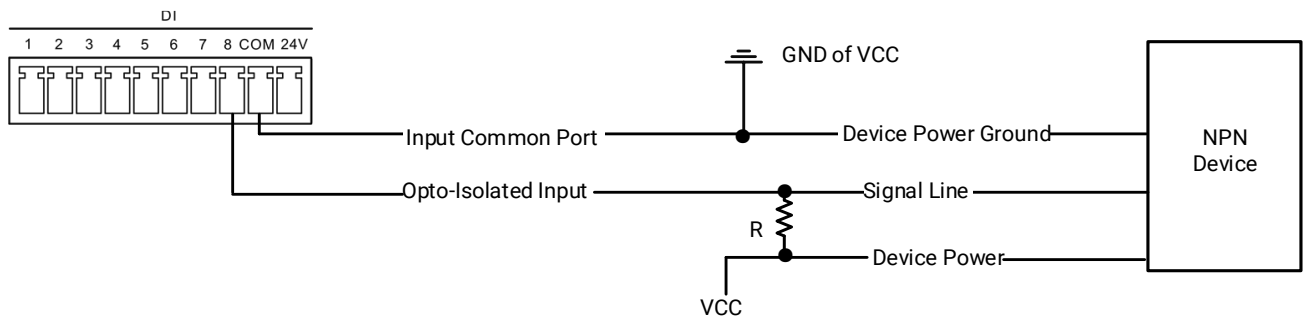 DI
1 2 3 4 5 6 7 8 COM 24V
GND of VCC
Input Common Port
Device Power Ground
NPN
Device
Opto-Isolated Input
Signal Line
R
Device Power
VCC